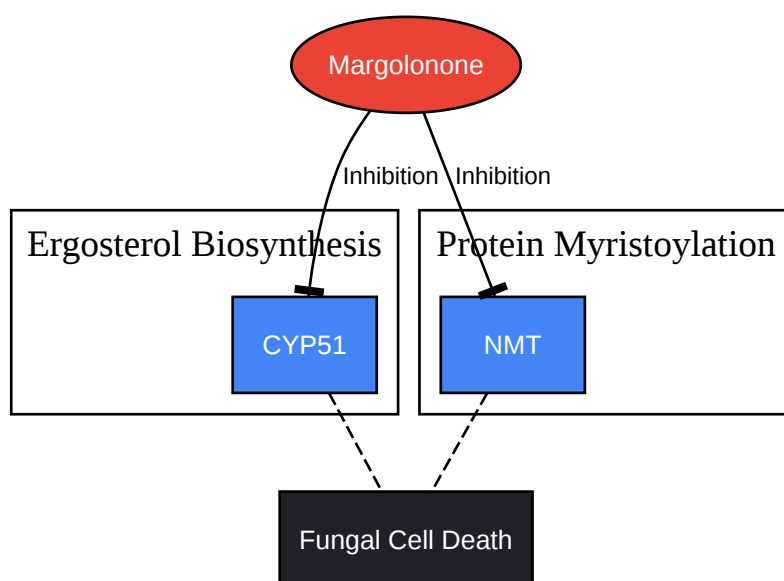 Margolonone
Inhibition
Inhibition
Ergosterol Biosynthesis
Protein Myristoylation
CYP51
NMT
Fungal Cell Death